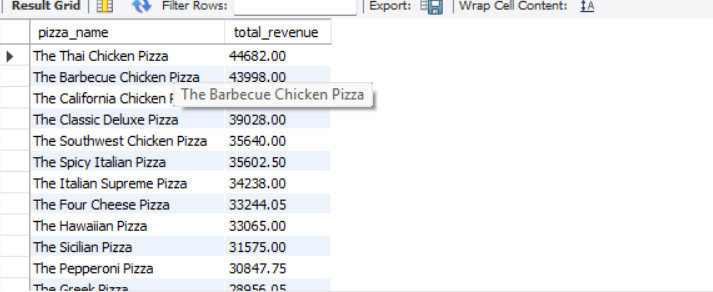 Result Grid Filter Rows: Export: Wrap Cell Content: IA
pizza_name total_revenue
The Thai Chicken Pizza 44682.00
The Barbecue Chicken Pizza 43998.00
The California Chicken
The Barbecue Chicken Pizza
The Classic Deluxe Pizza 39028.00
The Southwest Chicken Pizza 35640.00
The Spicy Italian Pizza 35602.50
The Italian Supreme Pizza 34238.00
The Four Cheese Pizza 33244.05
The Hawaiian Pizza 33065.00
The Sicilian Pizza 31575.00
The Pepperoni Pizza 30847.75
The Greek Pizza 28956.05